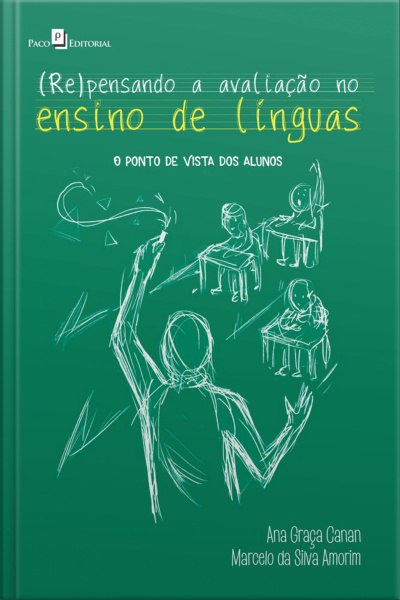 PACO EDITORIAL
(Re)pensando a avaliação no
ensino de línguas
O PONTO DE VISTA DOS ALUNOS
Ana Graça Canan
Marcelo da Silva Amorim